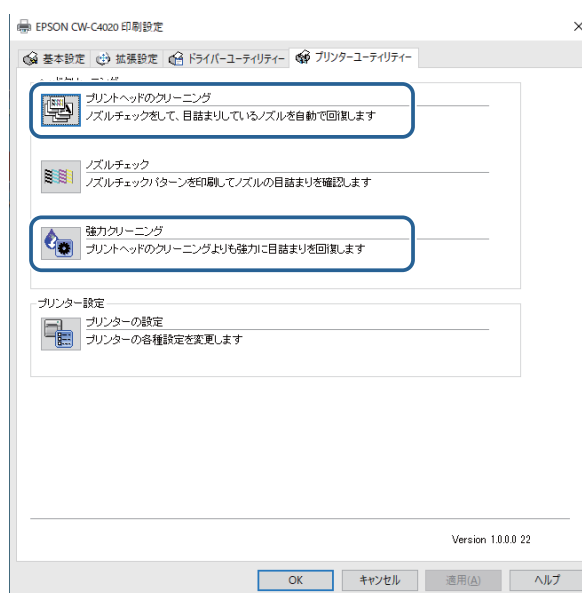 EPSON CW-C4020 印刷設定
基本設定 拡張設定 ドライバーユーティリティー プリンターユーティリティー
プリントヘッドのクリーニング
ノズルチェックをして、目詰まりしているノズルを自動で回復します
ノズルチェック
ノズルチェックパターンを印刷してノズルの目詰まりを確認します
強力クリーニング
プリントヘッドのクリーニングよりも強力に目詰まりを回復します
プリンター設定
プリンターの設定
プリンターの各種設定を変更します
Version 1.0.0.0 22
OK キャンセル 適用(A) ヘルプ